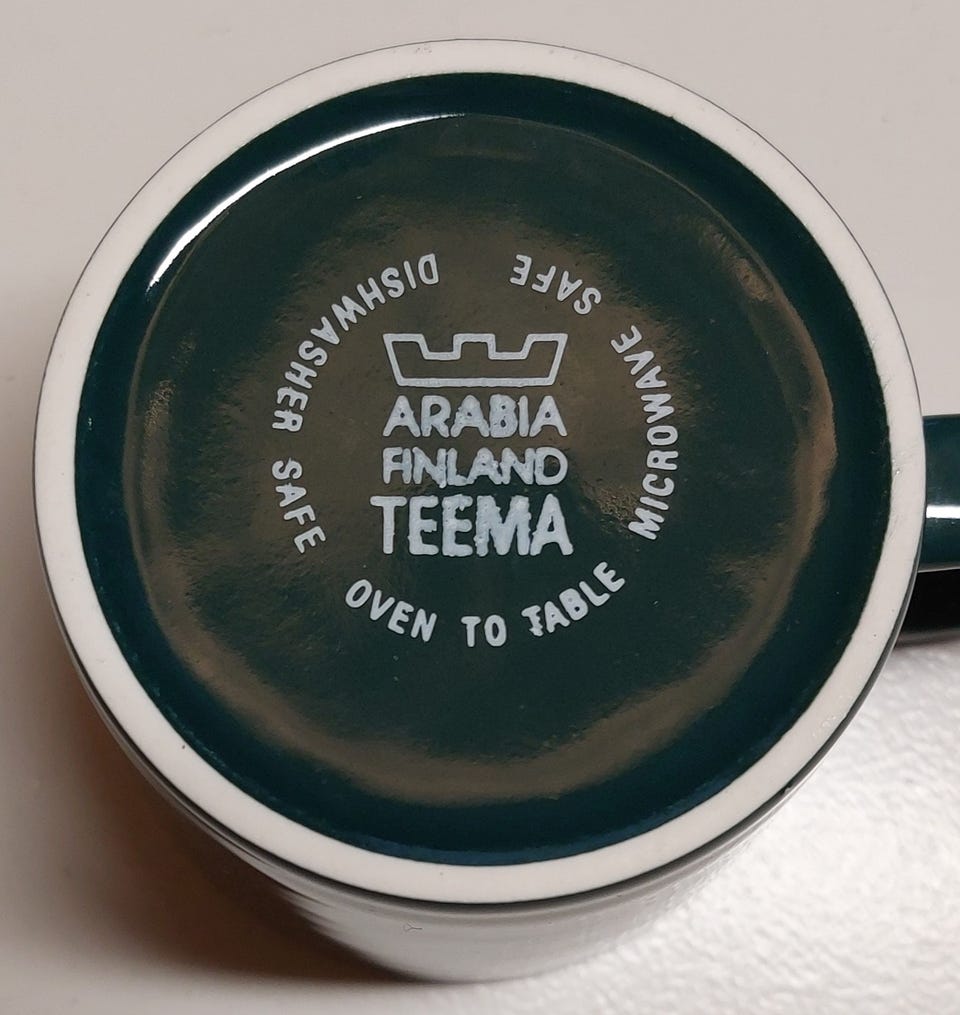 ARABIA
FINLAND
TEEMA
DISHWASHER SAFE
OVEN TO TABLE
MICROWAVE SAFE